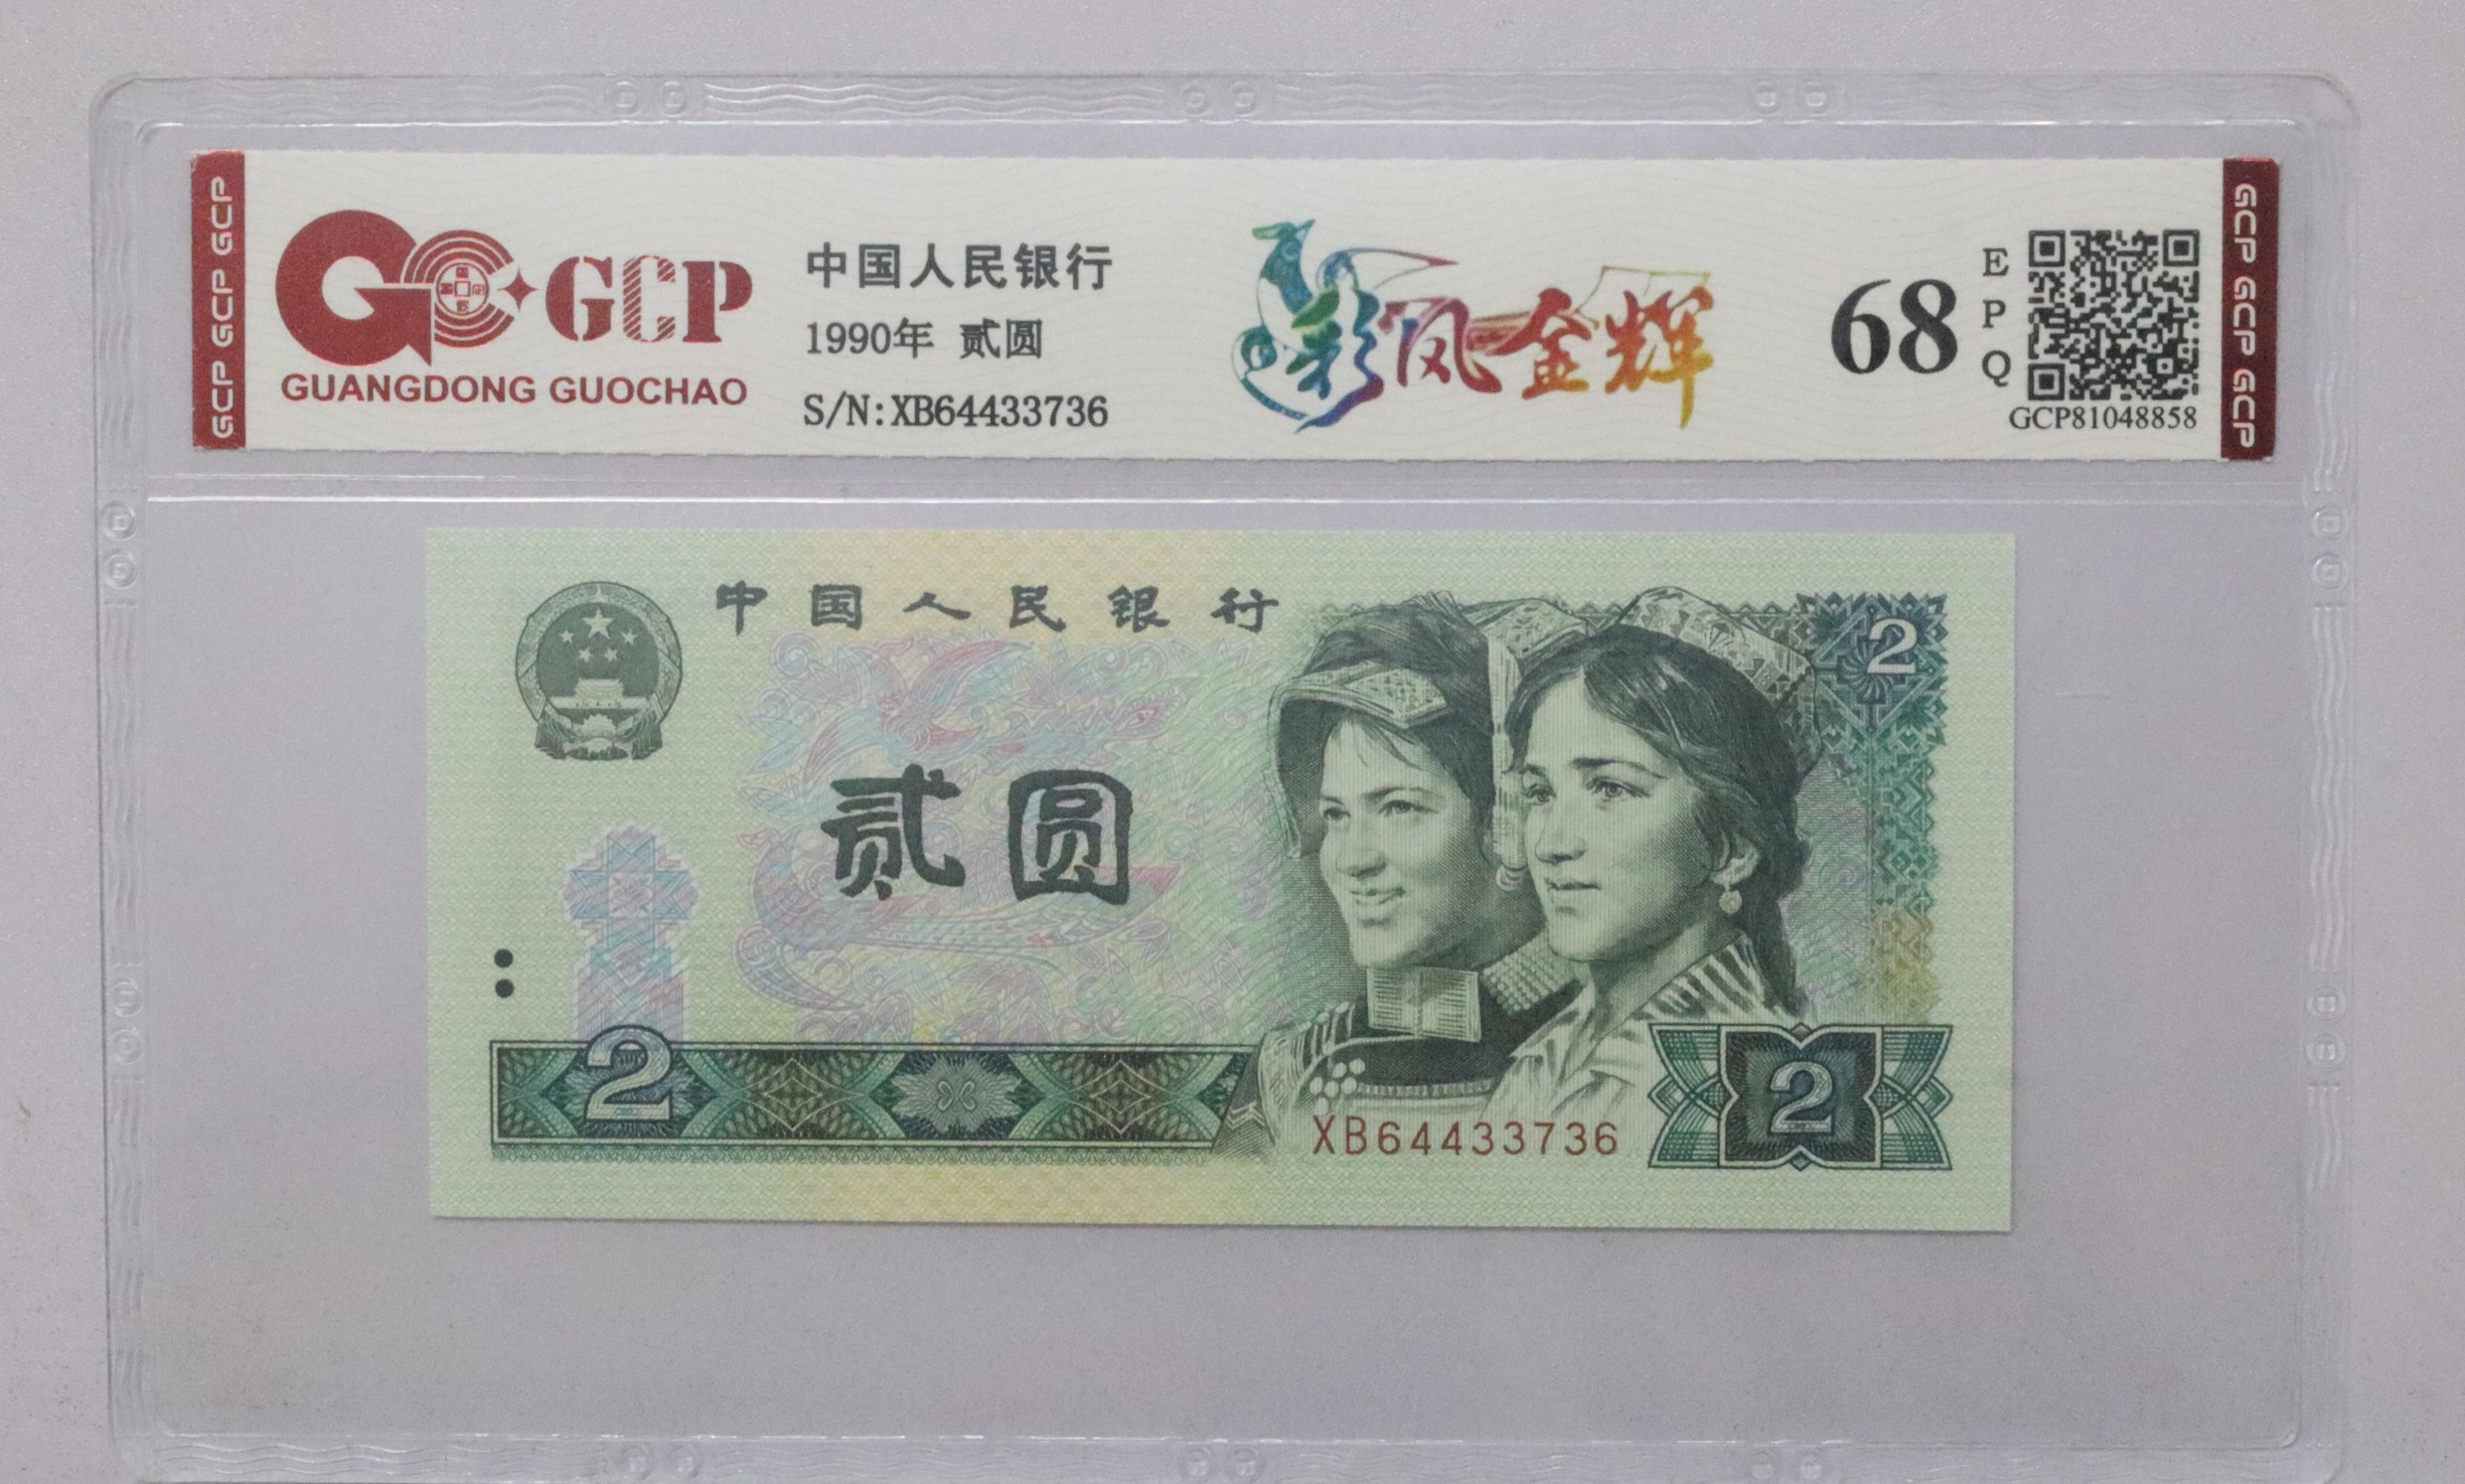 GCP GCP GCP
GCP
GUANGDONG GUOCHAO
中国人民银行
1990年 贰圆
S/N:XB64433736
彩凤金辉
68
E
P
Q
GCP81048858
GCP GCP GCP
中国人民银行
2
贰圆
2
XB64433736
2